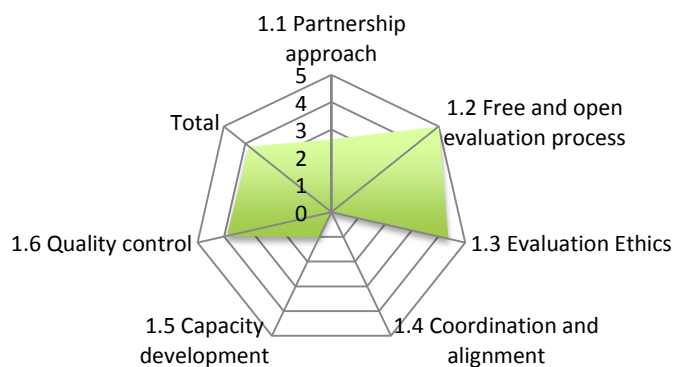 1.1 Partnership
approach
5
4
3
2
1
0
1.2 Free and open
evaluation process
1.3 Evaluation Ethics
1.4 Coordination and
alignment
1.5 Capacity
development
1.6 Quality control
Total